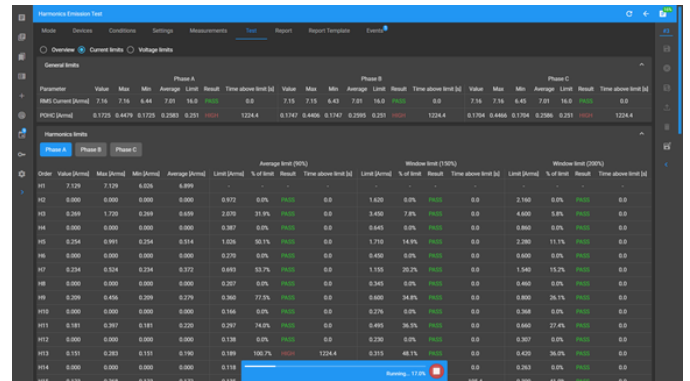 Harmonics Emission Test
Mode Devices Conditions Settings Measurements Test Report Report Template Events
#3
Overview Current limits Voltage limits
General limits
Phase A Phase B Phase C
Parameter Value Max Min Average Limit Result Time above limit [s] Value Max Min Average Limit Result Time above limit [s] Value Max Min Average Limit Result Time above limit [s]
RMS Current [Arms] 7.16 7.16 6.44 7.01 16.0 PASS 0.0 7.15 7.15 6.43 7.01 16.0 PASS 0.0 7.16 7.16 6.45 7.01 16.0 PASS 0.0
POHC [Arms] 0.1725 0.4479 0.1725 0.2583 0.251 HIGH 1224.4 0.1747 0.4406 0.1747 0.2595 0.251 HIGH 1224.4 0.1704 0.4466 0.1704 0.2586 0.251 HIGH 1224.4
Harmonics limits
Phase A Phase B Phase C
Average limit (90%) Window limit (150%) Window limit (200%)
Order Value [Arms] Max [Arms] Min [Arms] Average [Arms] Limit [Arms] % of limit Result Time above limit [s] Limit [Arms] % of limit Result Time above limit [s] Limit [Arms] % of limit Result Time above limit [s]
H1 7.129 7.129 6.026 6.899 - - - - - - - - - - - -
H2 0.000 0.000 0.000 0.000 0.972 0.0% PASS 0.0 1.620 0.0% PASS 0.0 2.160 0.0% PASS 0.0
H3 0.269 1.720 0.269 0.659 2.070 31.9% PASS 0.0 3.450 7.8% PASS 0.0 4.600 5.8% PASS 0.0
H4 0.000 0.000 0.000 0.000 0.387 0.0% PASS 0.0 0.645 0.0% PASS 0.0 0.860 0.0% PASS 0.0
H5 0.254 0.991 0.254 0.514 1.026 50.1% PASS 0.0 1.710 14.9% PASS 0.0 2.280 11.1% PASS 0.0
H6 0.000 0.000 0.000 0.000 0.270 0.0% PASS 0.0 0.450 0.0% PASS 0.0 0.600 0.0% PASS 0.0
H7 0.234 0.524 0.234 0.372 0.693 53.7% PASS 0.0 1.155 20.2% PASS 0.0 1.540 15.2% PASS 0.0
H8 0.000 0.000 0.000 0.000 0.207 0.0% PASS 0.0 0.345 0.0% PASS 0.0 0.460 0.0% PASS 0.0
H9 0.209 0.456 0.209 0.279 0.360 77.5% PASS 0.0 0.600 34.8% PASS 0.0 0.800 26.1% PASS 0.0
H10 0.000 0.000 0.000 0.000 0.166 0.0% PASS 0.0 0.276 0.0% PASS 0.0 0.368 0.0% PASS 0.0
H11 0.181 0.397 0.181 0.220 0.297 74.0% PASS 0.0 0.495 36.5% PASS 0.0 0.660 27.4% PASS 0.0
H12 0.000 0.000 0.000 0.000 0.138 0.0% PASS 0.0 0.230 0.0% PASS 0.0 0.307 0.0% PASS 0.0
H13 0.151 0.283 0.151 0.190 0.189 100.7% HIGH 1224.4 0.315 48.1% PASS 0.0 0.420 36.0% PASS 0.0
H14 0.000 0.000 0.000 0.000 0.118 0.0% PASS 0.0 0.263 0.0% PASS 0.0
Running... 17.0%